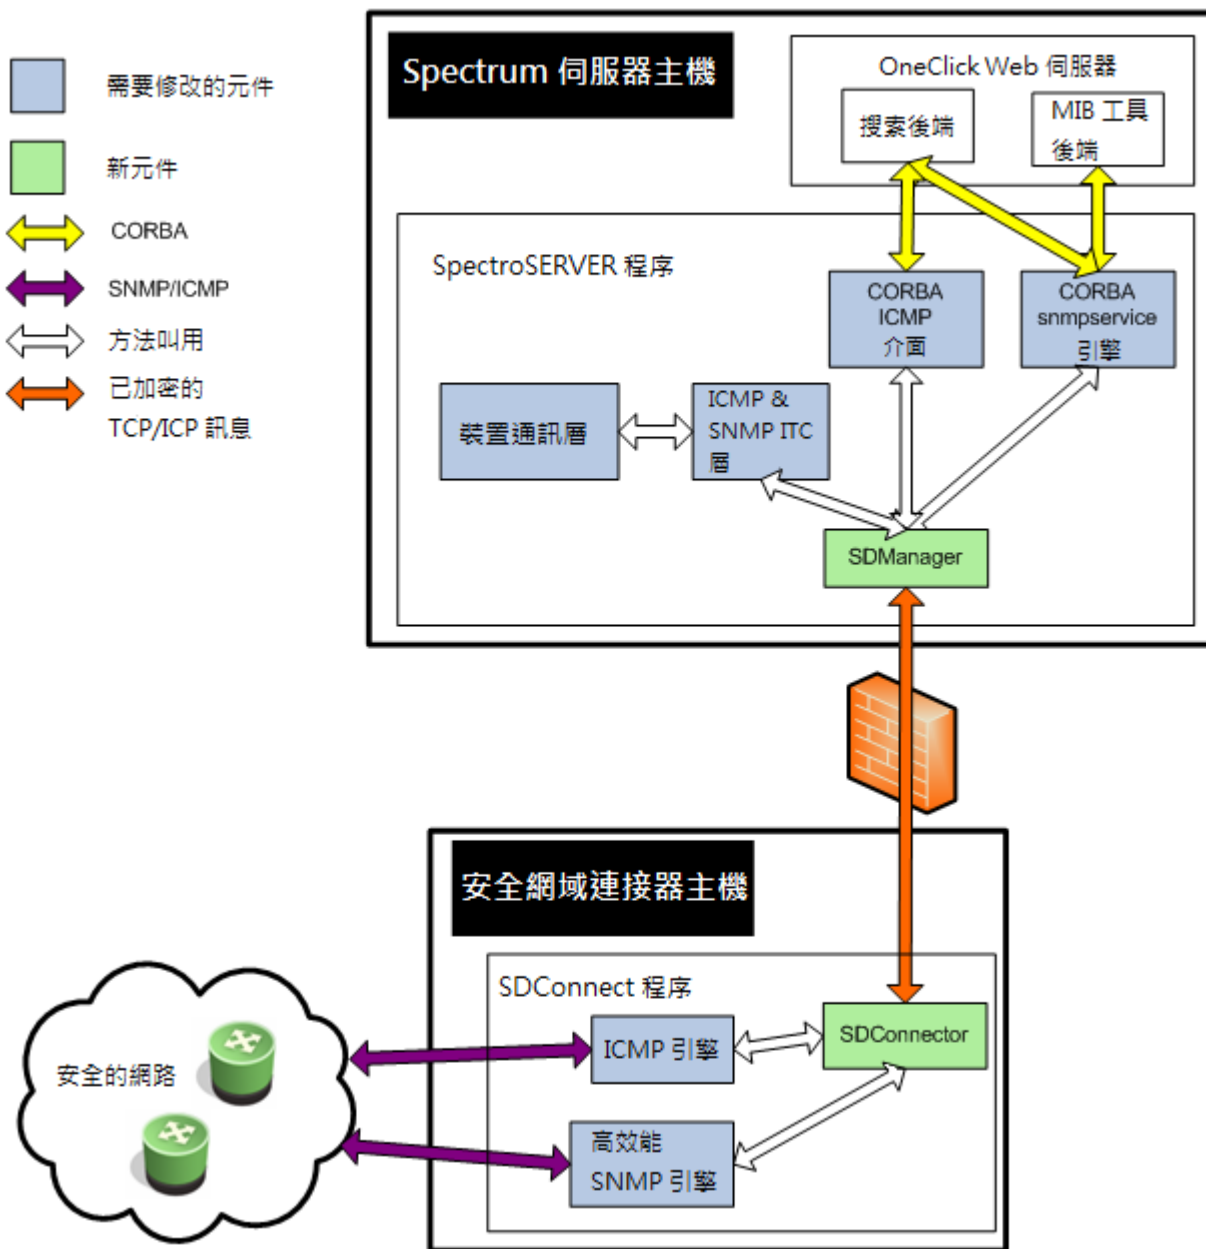 需要修改的元件
新元件
CORBA
SNMP/ICMP
方法叫用
已加密的
TCP/ICP 訊息
Spectrum 伺服器主機
OneClick Web 伺服器
搜索後端
MIB 工具
後端
SpectroSERVER 程序
CORBA
ICMP
介面
CORBA
snmpservice
引擎
裝置通訊層
ICMP &
SNMP ITC
層
SDManager
安全網域連接器主機
SDConnect 程序
ICMP 引擎
SDConnector
高效能
SNMP 引擎
安全的網路